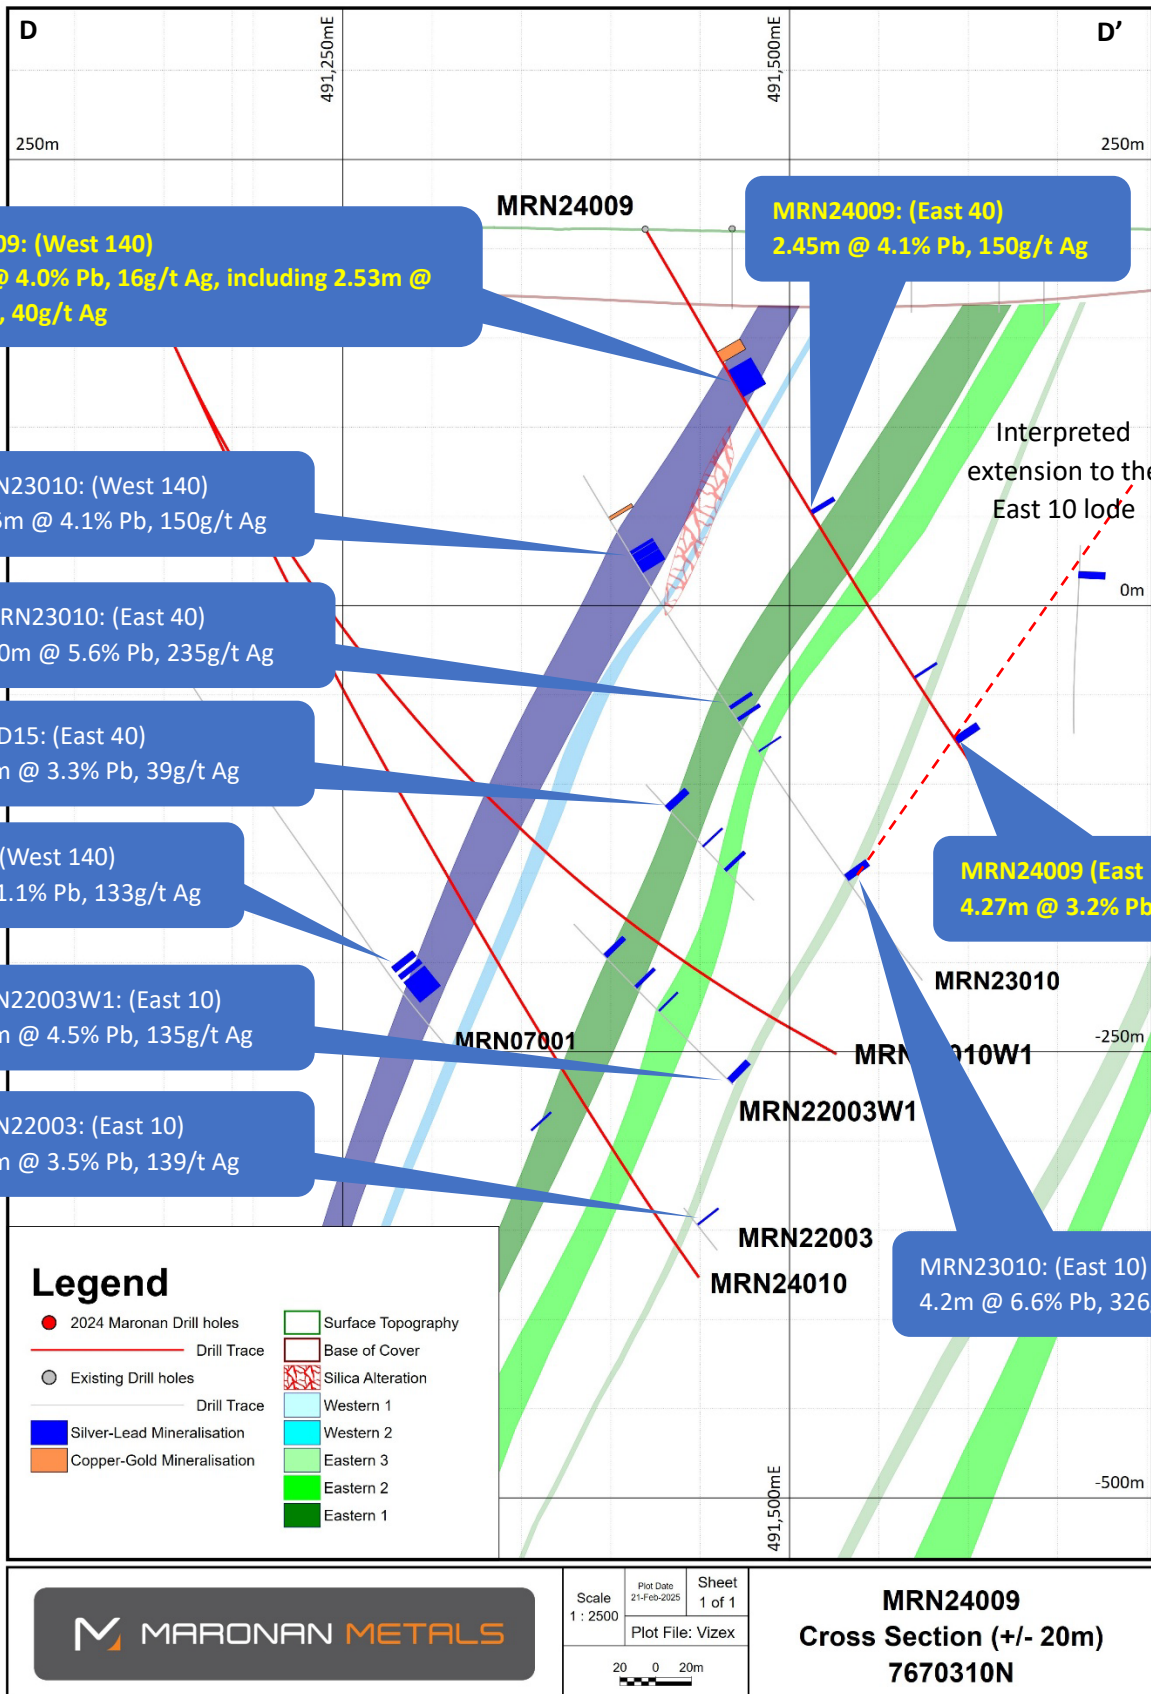 D
D’
491,250mE
491,500mE
250m
250m
MRN24009
MRN24009: (East 40)
2.45m @ 4.1% Pb, 150g/t Ag
09: (West 140)
@ 4.0% Pb, 16g/t Ag, including 2.53m @
, 40g/t Ag
Interpreted
extension to the
East 10 lode
N23010: (West 140)
5m @ 4.1% Pb, 150g/t Ag
0m
RN23010: (East 40)
0m @ 5.6% Pb, 235g/t Ag
D15: (East 40)
m @ 3.3% Pb, 39g/t Ag
(West 140)
1.1% Pb, 133g/t Ag
MRN24009 (East
4.27m @ 3.2% Pb
MRN23010
N22003W1: (East 10)
m @ 4.5% Pb, 135g/t Ag
MRN07001
-250m
MRN 010W1
MRN22003W1
N22003: (East 10)
m @ 3.5% Pb, 139/t Ag
MRN22003
MRN24010
MRN23010: (East 10)
4.2m @ 6.6% Pb, 326
-500m
491,500mE
Legend
2024 Maronan Drill holes
Drill Trace
Existing Drill holes
Drill Trace
Silver-Lead Mineralisation
Copper-Gold Mineralisation
Surface Topography
Base of Cover
Silica Alteration
Western 1
Western 2
Eastern 3
Eastern 2
Eastern 1
MARONAN METALS
Scale
1 : 2500
Plot Date
21-Feb-2025
Sheet
1 of 1
Plot File: Vizex
20 0 20m
MRN24009
Cross Section (+/- 20m)
7670310N